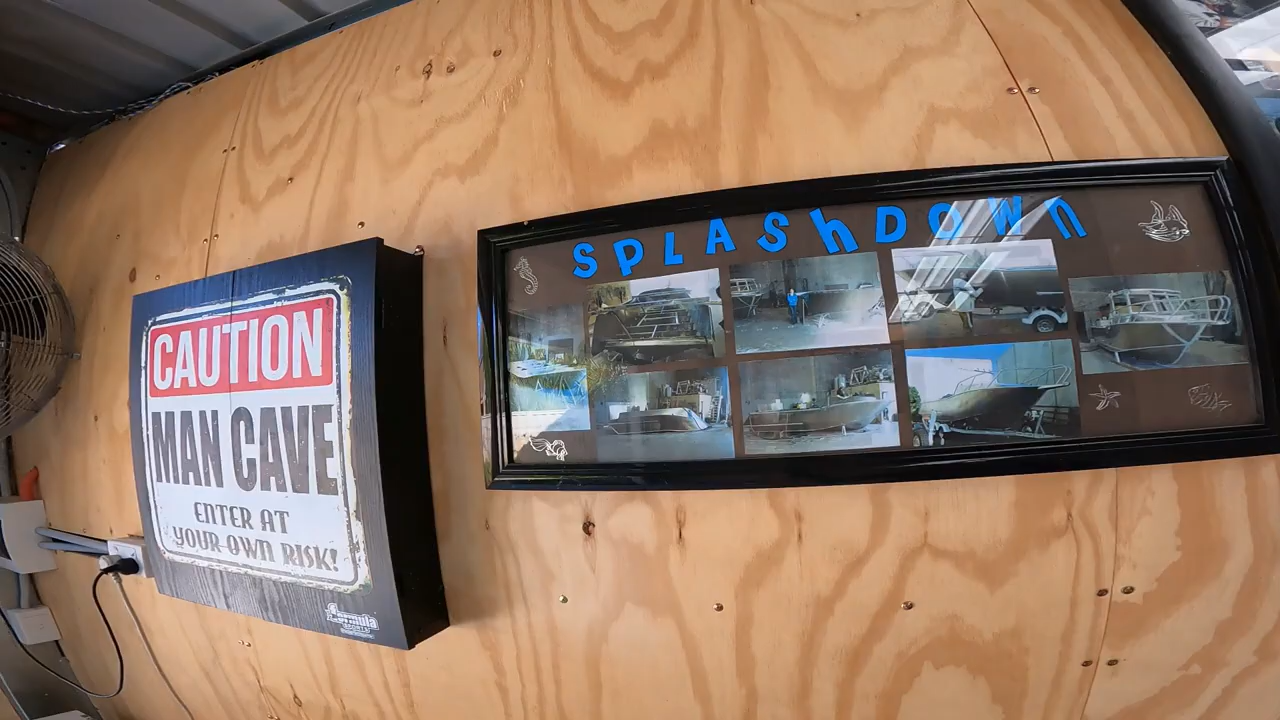 CAUTION
MAN CAVE
ENTER AT
YOUR OWN RISK!
SPLAShDOWn